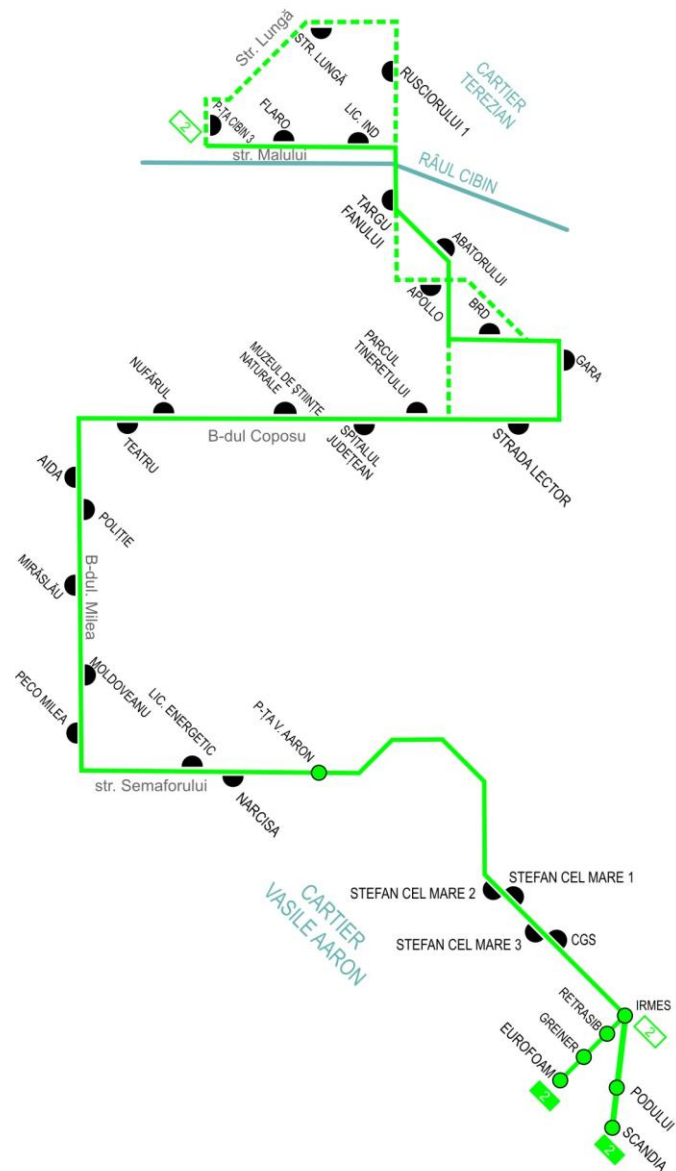 Str. Lungă
STR. LUNGĂ
RUSCIORULUI 1
CARTIER
TEREZIAN
2
P-ȚA CIBIN 3
FLARO
LIC. IND
str. Malului
RÂUL CIBIN
TARGU
FANULUI
ABATORULUI
APOLLO
BRD
GARA
PARCUL
TINERETULUI
NUFĂRUL
MUZEUL DE ȘTIINȚE
NATURALE
B-dul Coposu
TEATRU
SPITALUL
JUDEȚEAN
STRADA LECTOR
AIDA
POLIȚIE
MIRĂSLĂU
B-dul. Milea
MOLDOVEANU
PECO MILEA
LIC. ENERGETIC
P-ȚA V. AARON
str. Semaforului
NARCISA
CARTIER
VASILE AARON
STEFAN CEL MARE 1
STEFAN CEL MARE 2
STEFAN CEL MARE 3
CGS
IRMES
2
RETRASIB
GREINER
EUROFOAM
2
PODULUI
SCANDIA
2